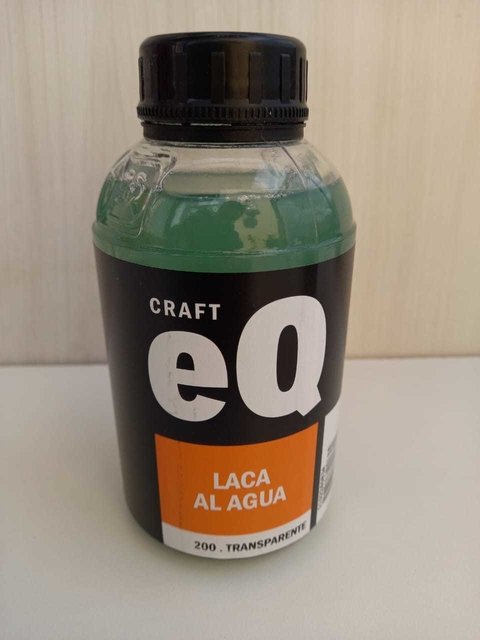 CRAFT
eQ
LACA
AL AGUA
200 . TRANSPARENTE